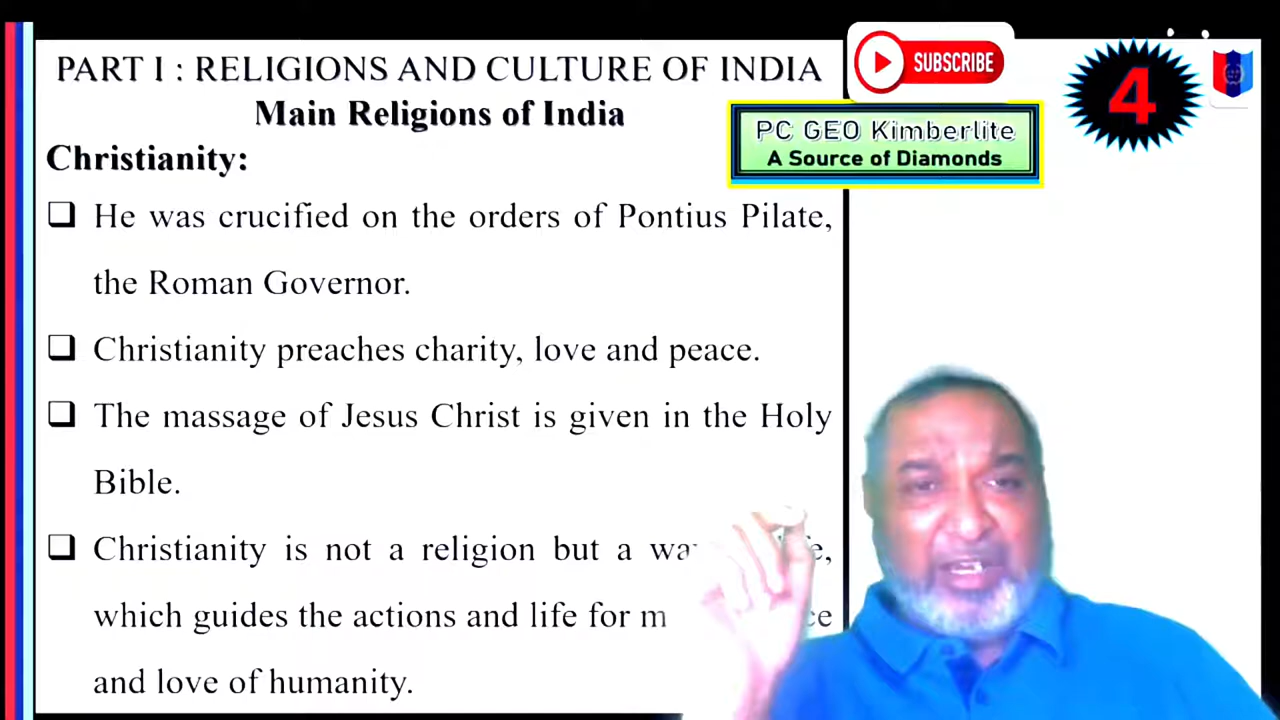 PART I : RELIGIONS AND CULTURE OF INDIA
Main Religions of India
SUBSCRIBE
4
PC GEO Kimberlite
A Source of Diamonds
Christianity:
He was crucified on the orders of Pontius Pilate,
the Roman Governor.
Christianity preaches charity, love and peace.
The massage of Jesus Christ is given in the Holy
Bible.
Christianity is not a religion but a
which guides the actions and life for
and love of humanity.